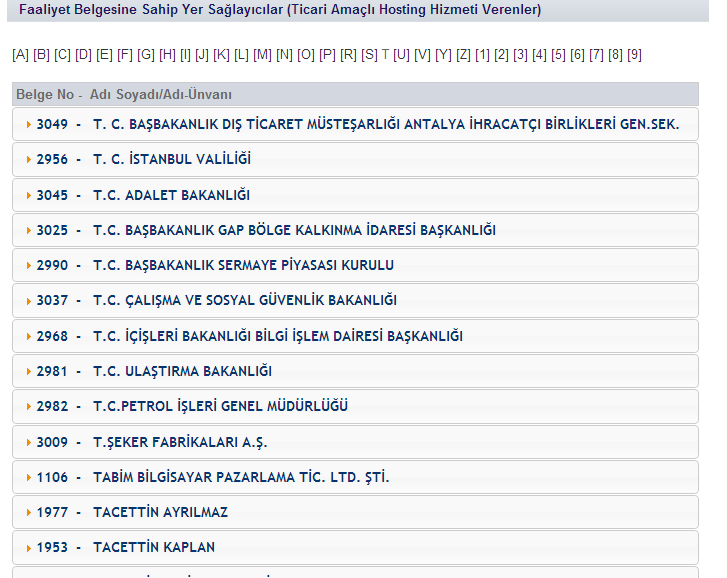 Faaliyet Belgesine Sahip Yer Sağlayıcılar (Ticari Amaçlı Hosting Hizmeti Verenler)
[A] [B] [C] [D] [E] [F] [G] [H] [I] [J] [K] [L] [M] [N] [O] [P] [R] [S] T [U] [V] [Y] [Z] [1] [2] [3] [4] [5] [6] [7] [8] [9]
Belge No - Adı Soyadı/Adı-Ünvanı
3049 - T. C. BAŞBAKANLIK DIŞ TİCARET MÜSTEŞARLIĞI ANTALYA İHRACATÇI BİRLİKLERİ GEN.SEK.
2956 - T. C. İSTANBUL VALİLİĞİ
3045 - T.C. ADALET BAKANLIĞI
3025 - T.C. BAŞBAKANLIK GAP BÖLGE KALKINMA İDARESİ BAŞKANLIĞI
2990 - T.C. BAŞBAKANLIK SERMAYE PİYASASI KURULU
3037 - T.C. ÇALIŞMA VE SOSYAL GÜVENLİK BAKANLIĞI
2968 - T.C. İÇİŞLERİ BAKANLIĞI BİLGİ İŞLEM DAİRESİ BAŞKANLIĞI
2981 - T.C. ULAŞTIRMA BAKANLIĞI
2982 - T.C.PETROL İŞLERİ GENEL MÜDÜRLÜĞÜ
3009 - T.ŞEKER FABRİKALARI A.Ş.
1106 - TABİM BİLGİSAYAR PAZARLAMA TİC. LTD. ŞTİ.
1977 - TACETTİN AYRILMAZ
1953 - TACETTİN KAPLAN